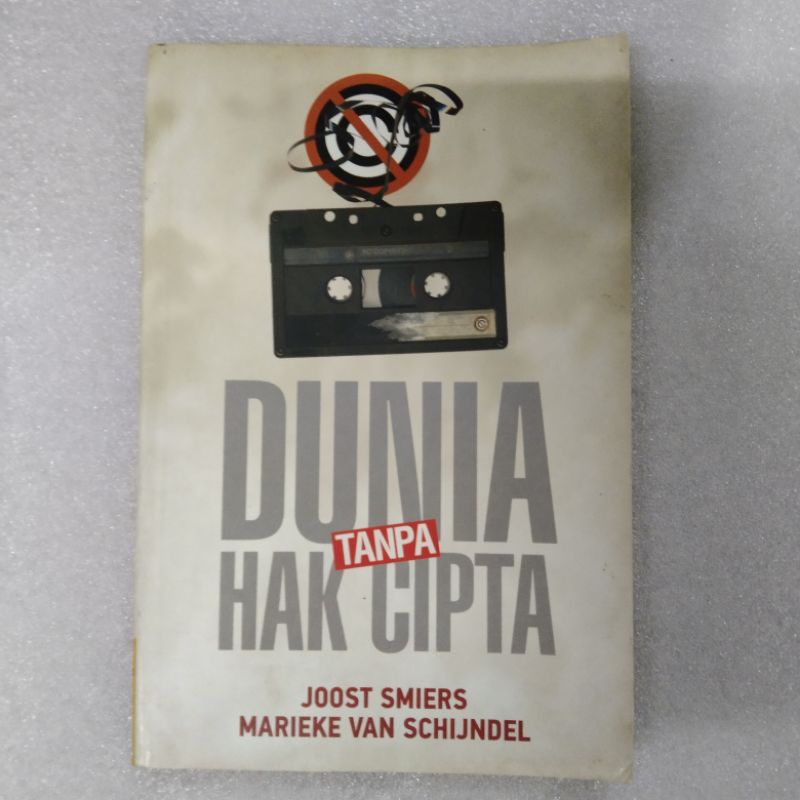 DUNIA
TANPA
HAK CIPTA
JOOST SMIERS
MARIEKE VAN SCHIJNDEL